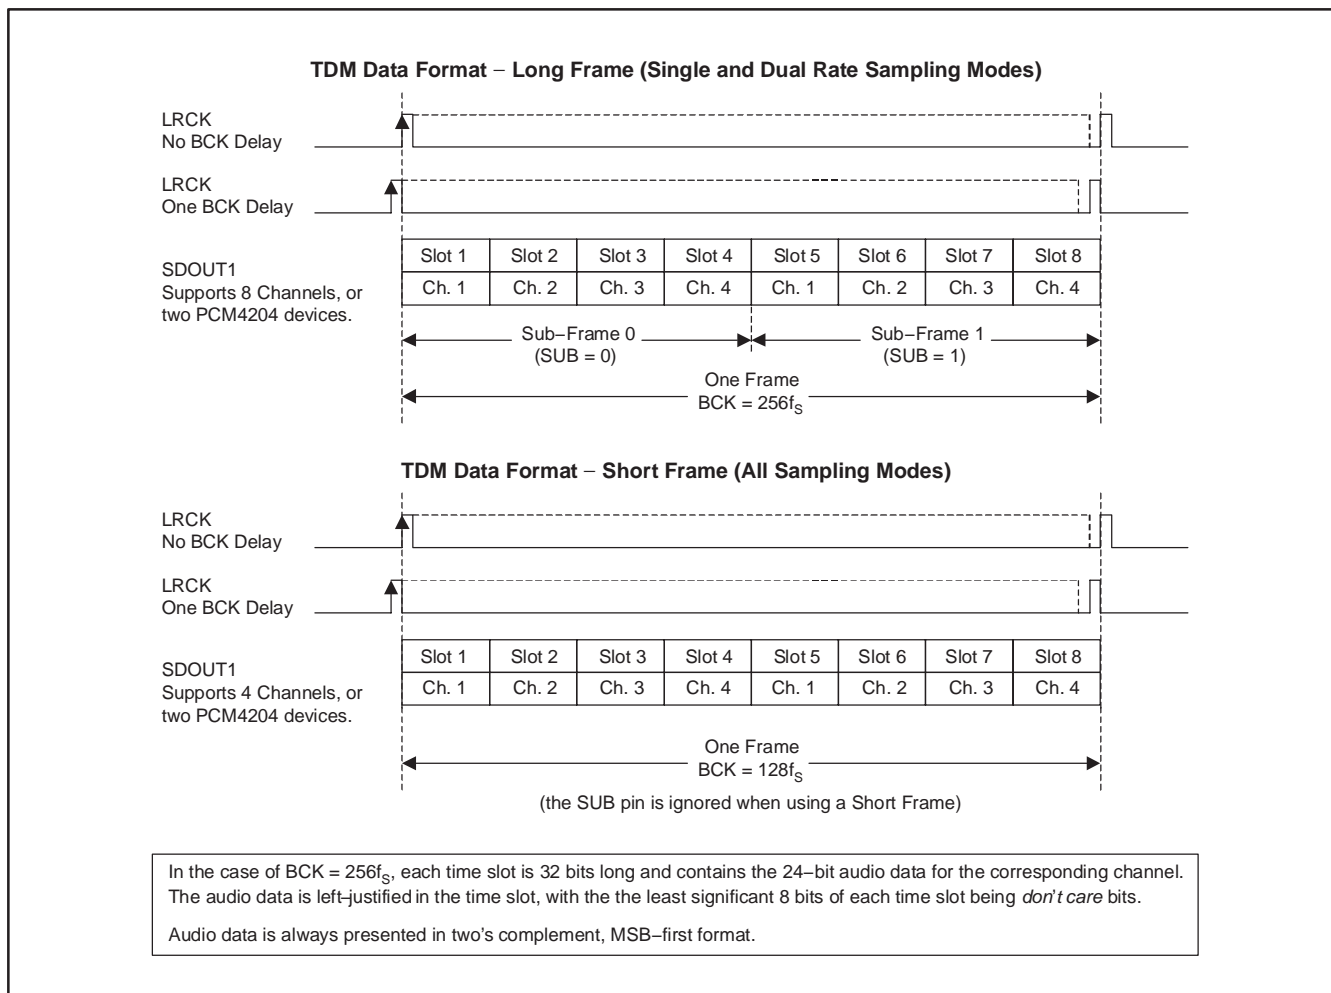 TDM Data Format – Long Frame (Single and Dual Rate Sampling Modes)
LRCK
No BCK Delay
LRCK
One BCK Delay
SDOUT1
Supports 8 Channels, or
two PCM4204 devices.
Slot 1 Slot 2 Slot 3 Slot 4 Slot 5 Slot 6 Slot 7 Slot 8
Ch. 1 Ch. 2 Ch. 3 Ch. 4 Ch. 1 Ch. 2 Ch. 3 Ch. 4
Sub–Frame 0
(SUB = 0)
Sub–Frame 1
(SUB = 1)
One Frame
BCK = 256fS
TDM Data Format – Short Frame (All Sampling Modes)
LRCK
No BCK Delay
LRCK
One BCK Delay
SDOUT1
Supports 4 Channels, or
two PCM4204 devices.
Slot 1 Slot 2 Slot 3 Slot 4 Slot 5 Slot 6 Slot 7 Slot 8
Ch. 1 Ch. 2 Ch. 3 Ch. 4 Ch. 1 Ch. 2 Ch. 3 Ch. 4
One Frame
BCK = 128fS
(the SUB pin is ignored when using a Short Frame)
In the case of BCK = 256fS, each time slot is 32 bits long and contains the 24–bit audio data for the corresponding channel.
The audio data is left–justified in the time slot, with the the least significant 8 bits of each time slot being don't care bits.
Audio data is always presented in two's complement, MSB–first format.